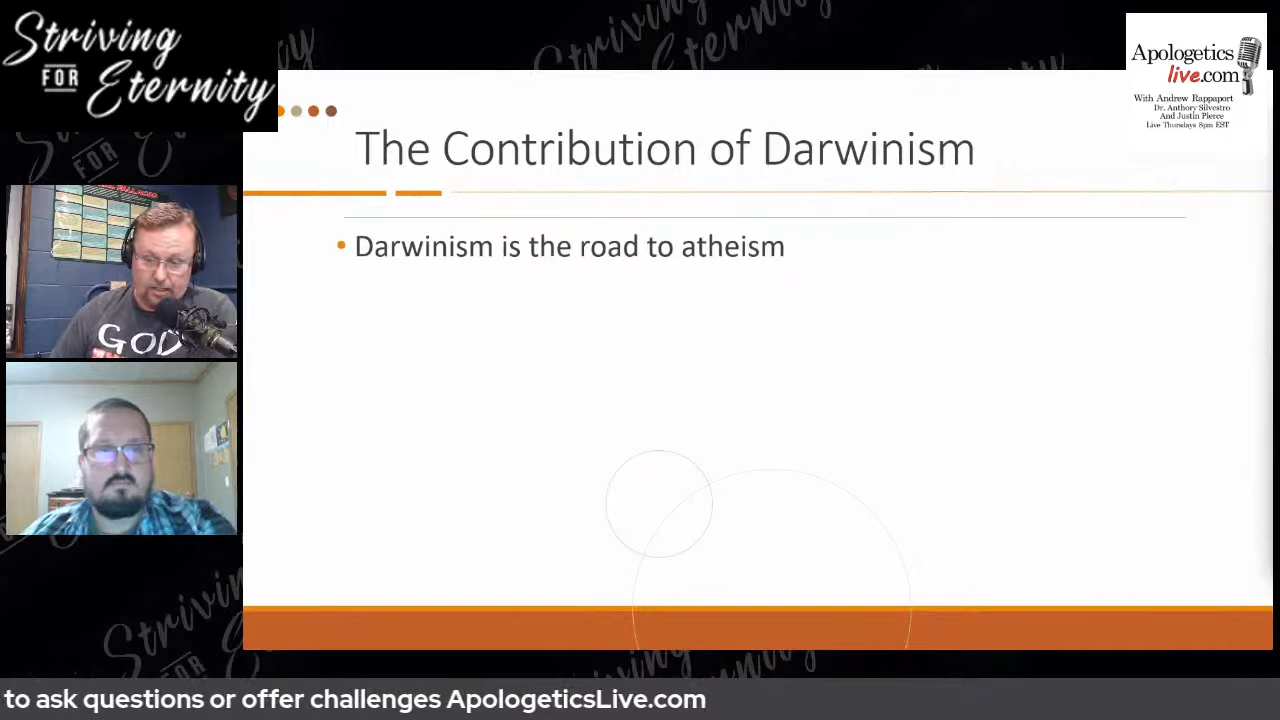 Striving
FOR
Eternity
Apologetics
live.com
With Andrew Rappaport
Dr. Anthony Silvestro
And Justin Pierce
Live Thursdays 8pm EST
The Contribution of Darwinism
• Darwinism is the road to atheism
GOD
to ask questions or offer challenges ApologeticsLive.com